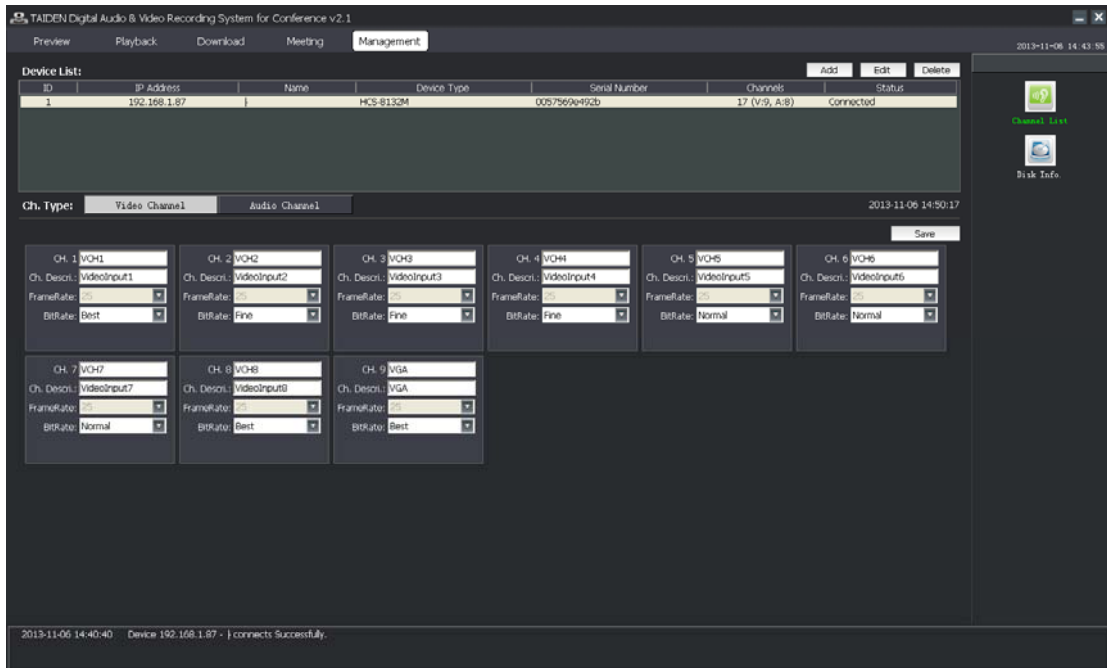 TAIDEN Digital Audio & Video Recording System for Conference v2.1
Preview Playback Download Meeting Management
2013-11-06 14:43:55
Device List: Add Edit Delete
ID IP Address Name Device Type Serial Number Channels Status
1 192.168.1.87 HCS-8132M 0057569e492b 17 (V:9, A:8) Connected
Channel List
Disk Info.
Ch. Type: Video Channel Audio Channel 2013-11-06 14:50:17
Save
CH. 1 VCH1 CH. 2 VCH2 CH. 3 VCH3 CH. 4 VCH4 CH. 5 VCH5 CH. 6 VCH6
Ch. Descri.: VideoInput1 Ch. Descri.: VideoInput2 Ch. Descri.: VideoInput3 Ch. Descri.: VideoInput4 Ch. Descri.: VideoInput5 Ch. Descri.: VideoInput6
FrameRate: 25 FrameRate: 25 FrameRate: 25 FrameRate: 25 FrameRate: 25 FrameRate: 25
BitRate: Best BitRate: Fine BitRate: Fine BitRate: Fine BitRate: Normal BitRate: Normal
CH. 7 VCH7 CH. 8 VCH8 CH. 9 VGA
Ch. Descri.: VideoInput7 Ch. Descri.: VideoInput8 Ch. Descri.: VGA
FrameRate: 25 FrameRate: 25 FrameRate: 25
BitRate: Normal BitRate: Best BitRate: Best
2013-11-06 14:40:40 Device 192.168.1.87 - connects Successfully.